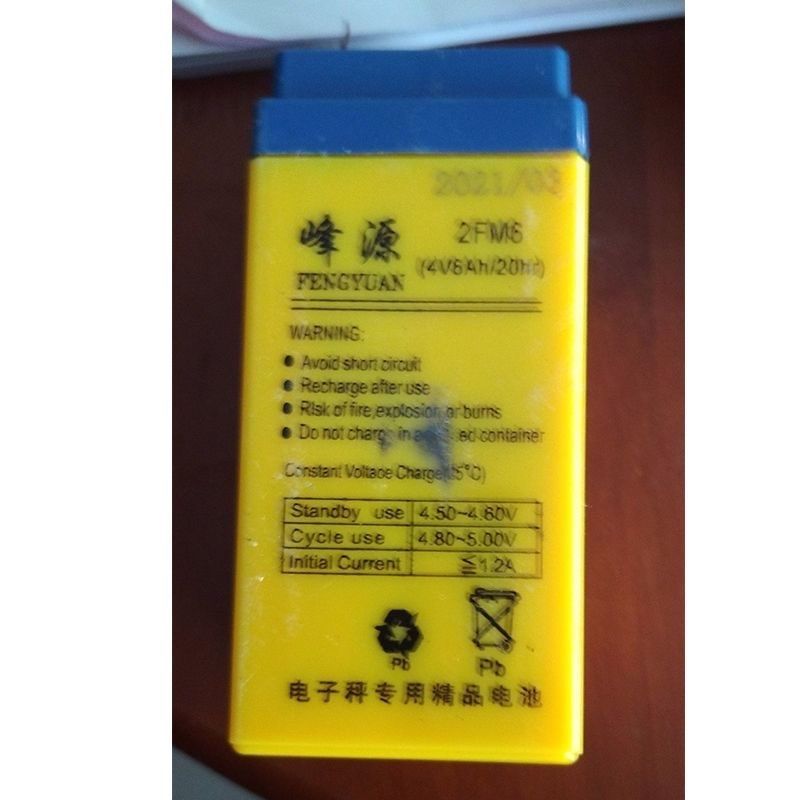 2021/03
峰源 2FM6
FENGYUAN (4V6Ah/20hr)
WARNING:
● Avoid short circuit
● Recharge after use
● Risk of fire,explosion or burns
● Do not charge in a container
Constant Voltage Charge( 5°C)
Standby use 4.50~4.60V
Cycle use 4.80~5.00V
Initial Current ≦1.2A
Pb Pb
电子秤专用精品电池